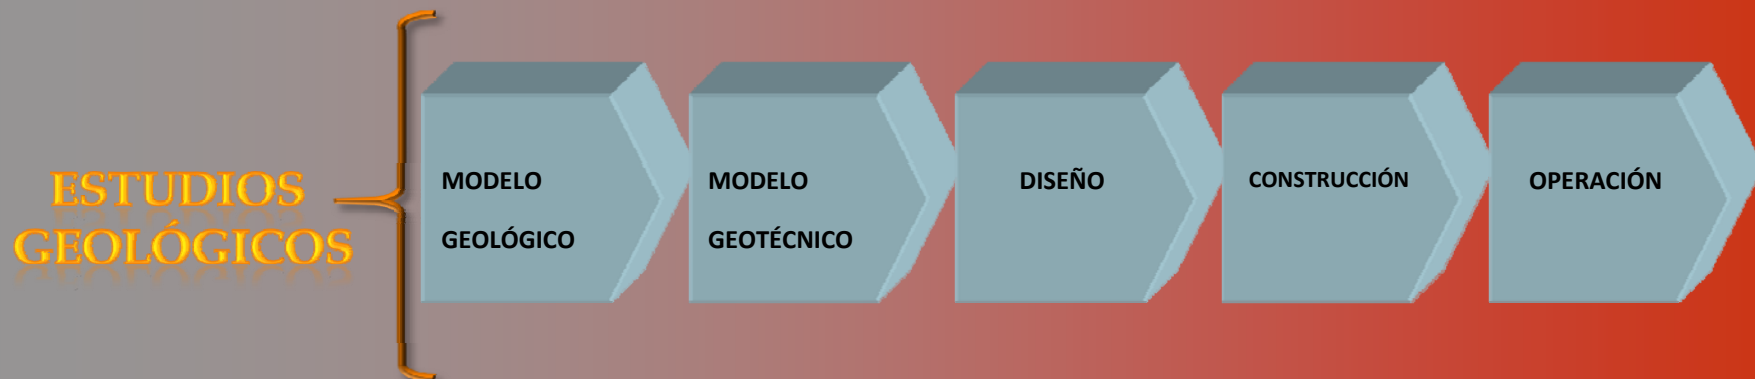 ESTUDIOS
GEOLÓGICOS
MODELO
GEOLÓGICO
MODELO
GEOTÉCNICO
DISEÑO
CONSTRUCCIÓN
OPERACIÓN